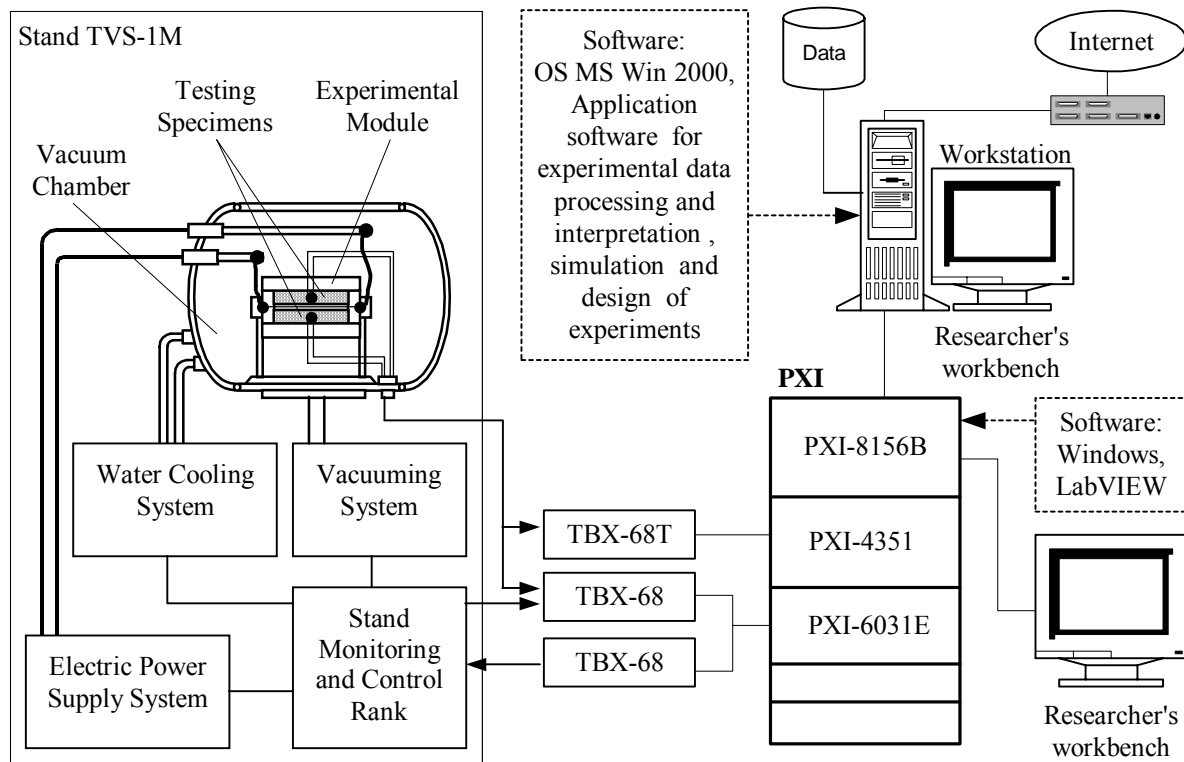 Stand TVS-1M
Testing
Specimens
Experimental
Module
Vacuum
Chamber
Water Cooling
System
Vacuuming
System
Electric Power
Supply System
Stand
Monitoring
and Control
Rank
Software:
OS MS Win 2000,
Application
software for
experimental data
processing and
interpretation ,
simulation and
design of
experiments
Data
Internet
Workstation
Researcher's
workbench
PXI
PXI-8156B
PXI-4351
PXI-6031E
Software:
Windows,
LabVIEW
TBX-68T
TBX-68
TBX-68
Researcher's
workbench